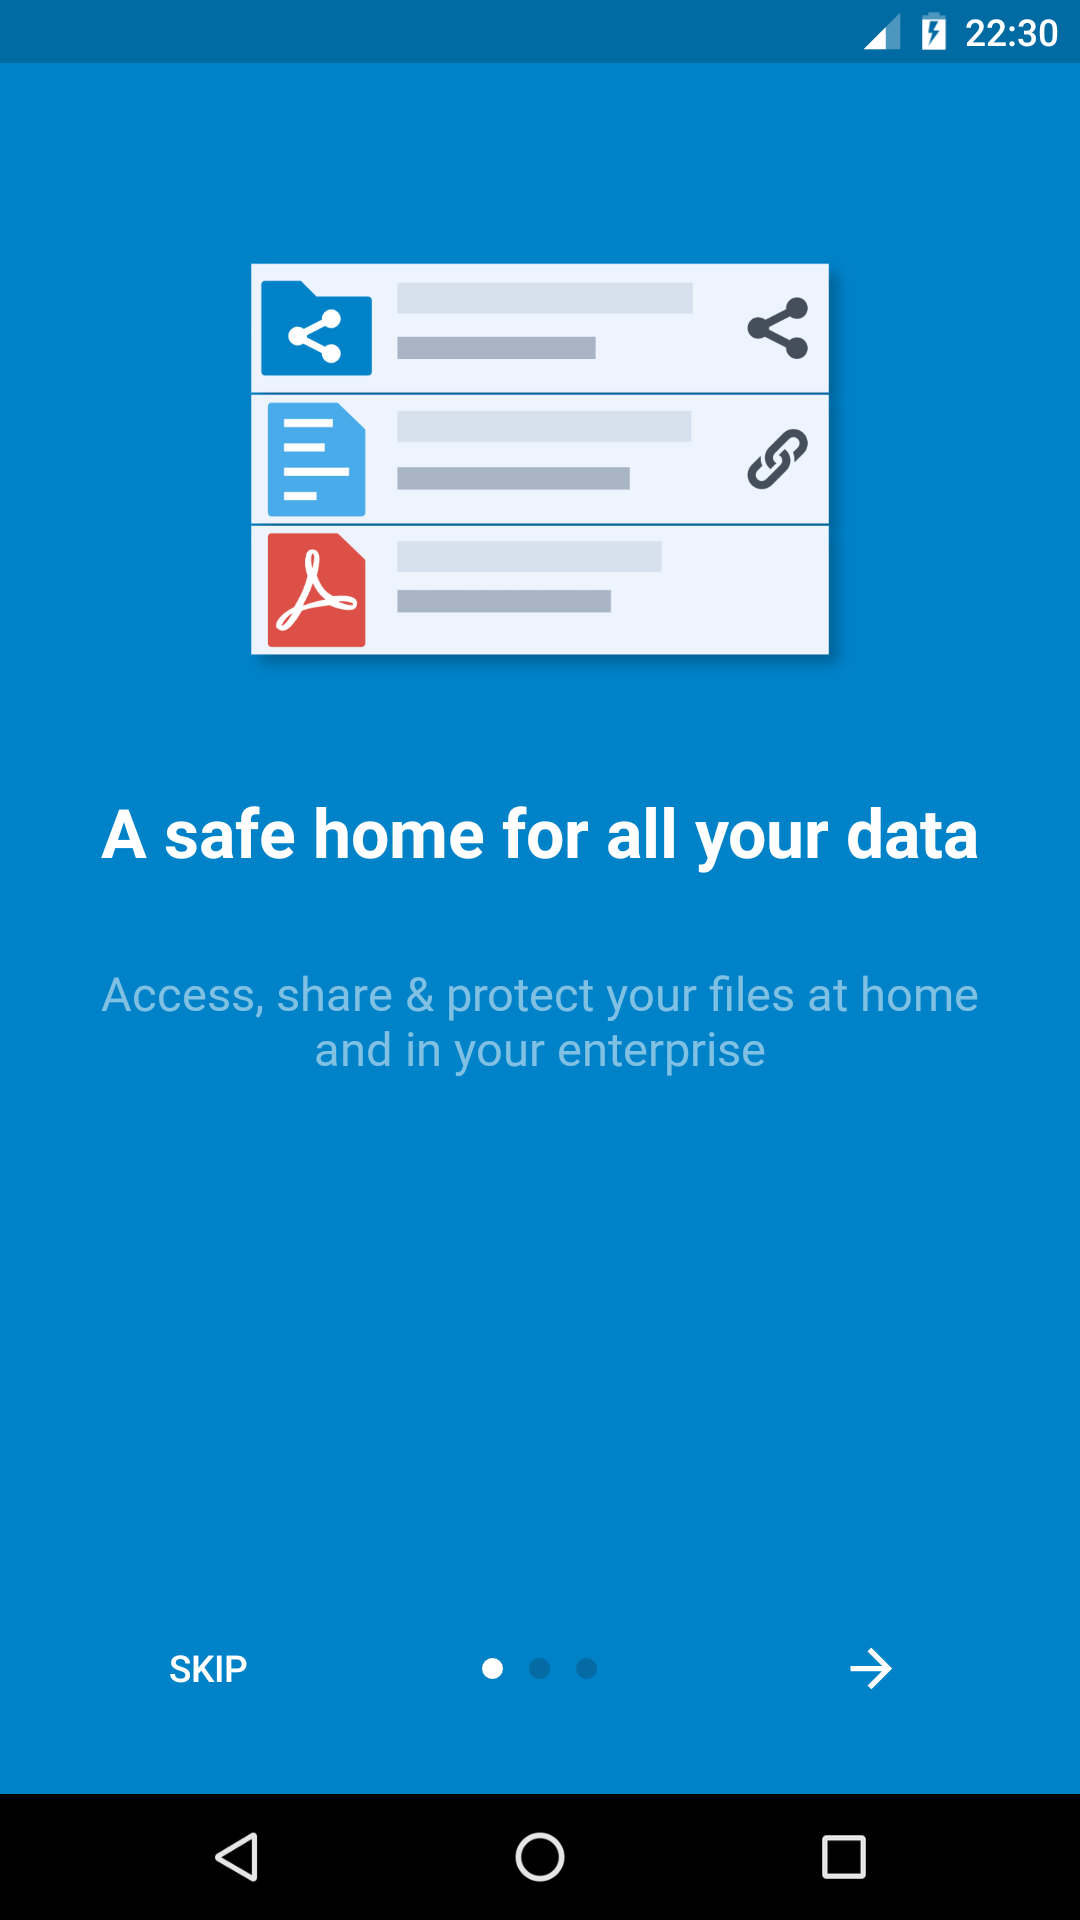 22:30
A safe home for all your data
Access, share & protect your files at home
and in your enterprise
SKIP